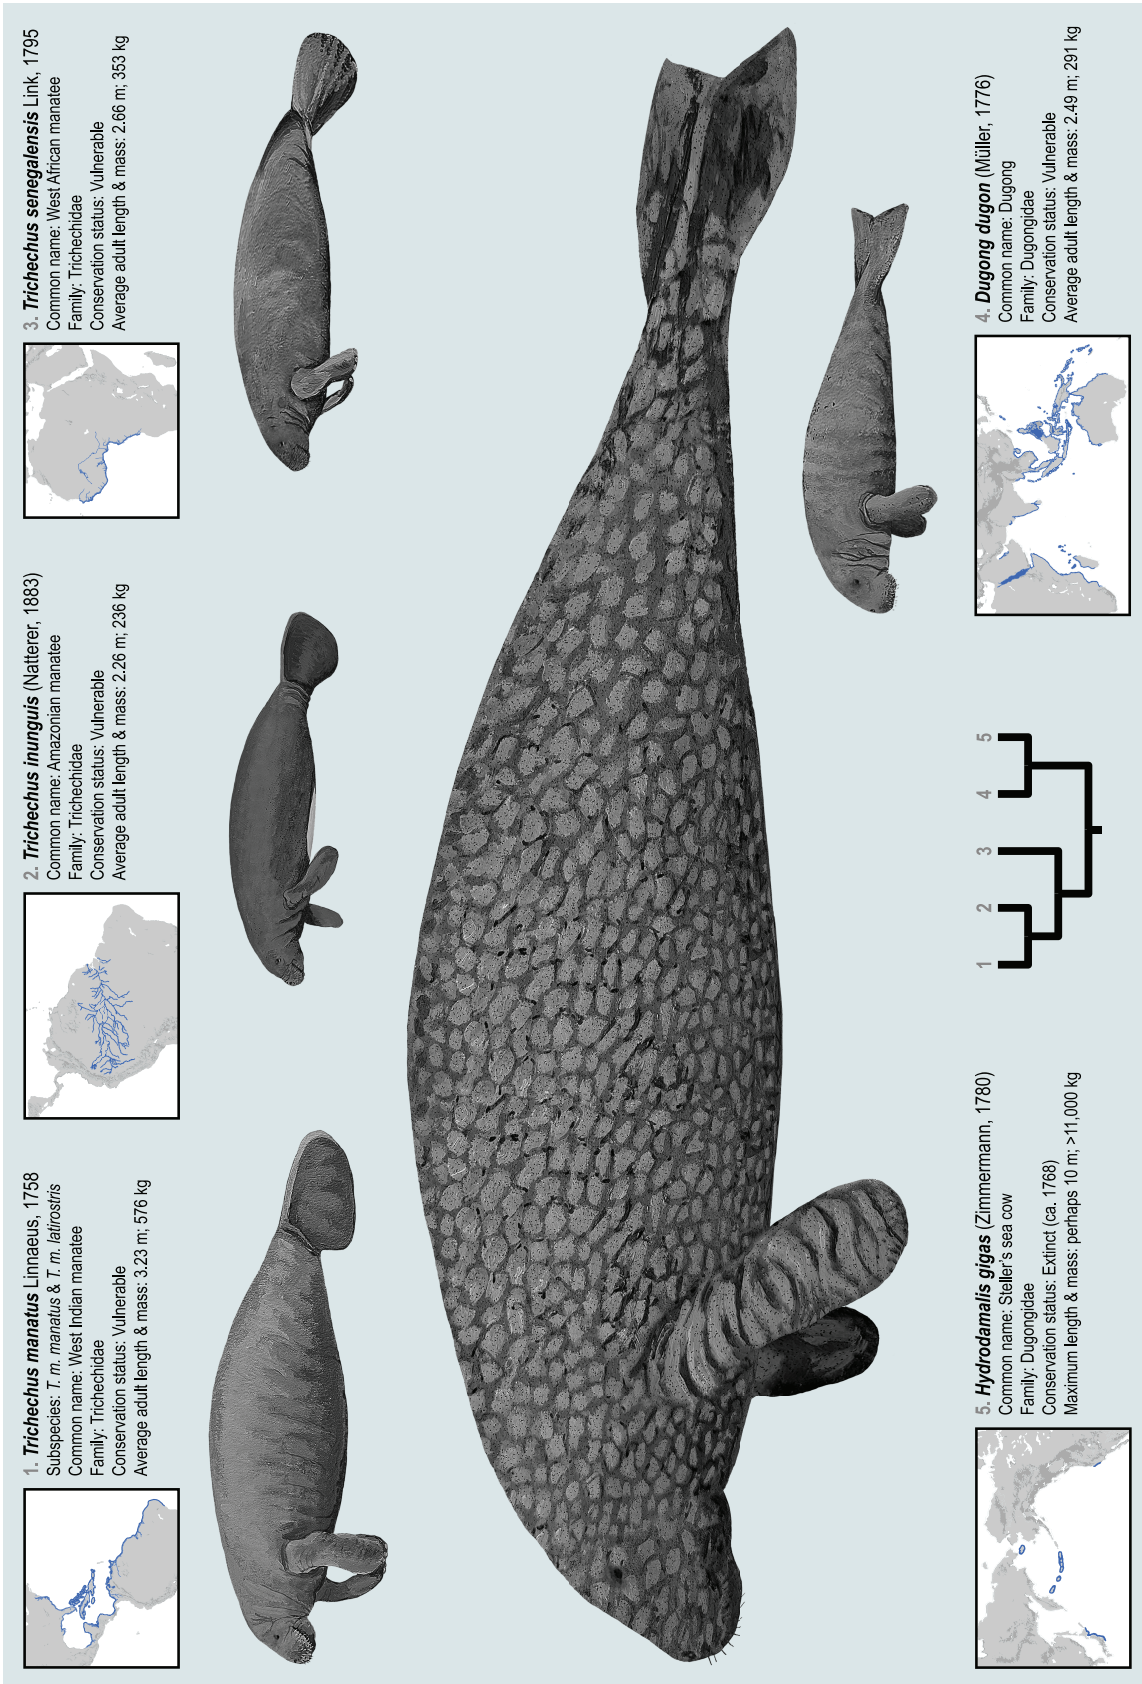 1. Trichechus manatus Linnaeus, 1758
Subspecies: T. m. manatus & T. m. latirostris
Common name: West Indian manatee
Family: Trichechidae
Conservation status: Vulnerable
Average adult length & mass: 3.23 m; 576 kg
2. Trichechus inunguis (Natterer, 1883)
Common name: Amazonian manatee
Family: Trichechidae
Conservation status: Vulnerable
Average adult length & mass: 2.26 m; 236 kg
3. Trichechus senegalensis Link, 1795
Common name: West African manatee
Family: Trichechidae
Conservation status: Vulnerable
Average adult length & mass: 2.66 m; 353 kg
5. Hydrodamalis gigas (Zimmermann, 1780)
Common name: Steller's sea cow
Family: Dugongidae
Conservation status: Extinct (ca. 1768)
Maximum length & mass: perhaps 10 m; >11,000 kg
1 2 3 4 5
4. Dugong dugon (Müller, 1776)
Common name: Dugong
Family: Dugongidae
Conservation status: Vulnerable
Average adult length & mass: 2.49 m; 291 kg